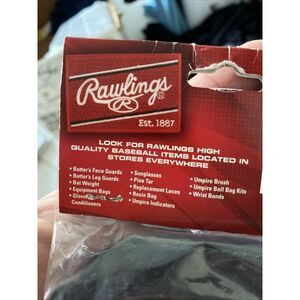 Rawlings®
R
Est. 1887
LOOK FOR RAWLINGS HIGH
QUALITY BASEBALL ITEMS LOCATED IN
STORES EVERYWHERE
• Batter's Face Guards
• Batter's Leg Guards
• Bat Weight
• Equipment Bags
• Glove
Conditioners
• Sunglasses
• Pine Tar
• Replacement Laces
• Rosin Bag
• Umpire Indicators
• Umpire Brush
• Umpire Ball Bag Kits
• Wrist Bands